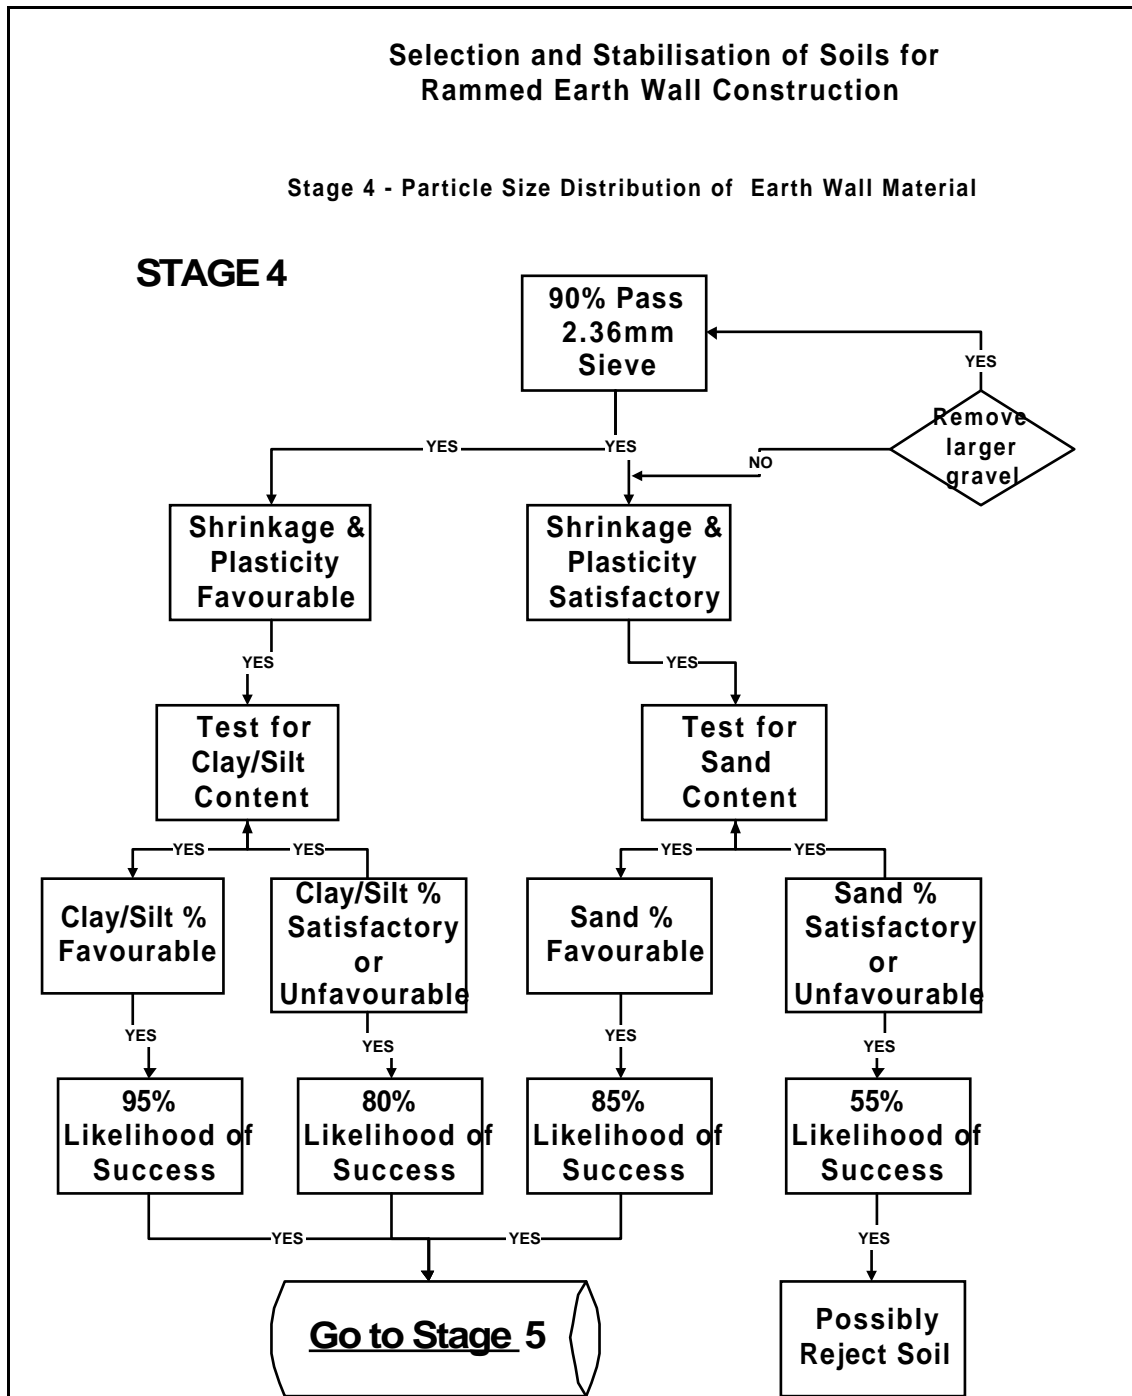 Selection and Stabilisation of Soils for
Rammed Earth Wall Construction
Stage 4 - Particle Size Distribution of Earth Wall Material
STAGE 4
90% Pass
2.36mm
Sieve
YES
Remove
larger
gravel
NO
YES
YES
Shrinkage &
Plasticity
Favourable
Shrinkage &
Plasticity
Satisfactory
YES
YES
Test for
Clay/Silt
Content
Test for
Sand
Content
YES
YES
YES
YES
Clay/Silt %
Favourable
Clay/Silt %
Satisfactory
or
Unfavourable
Sand %
Favourable
Sand %
Satisfactory
or
Unfavourable
YES
YES
YES
YES
95%
Likelihood of
Success
80%
Likelihood of
Success
85%
Likelihood of
Success
55%
Likelihood of
Success
YES
YES
YES
Go to Stage 5
Possibly
Reject Soil